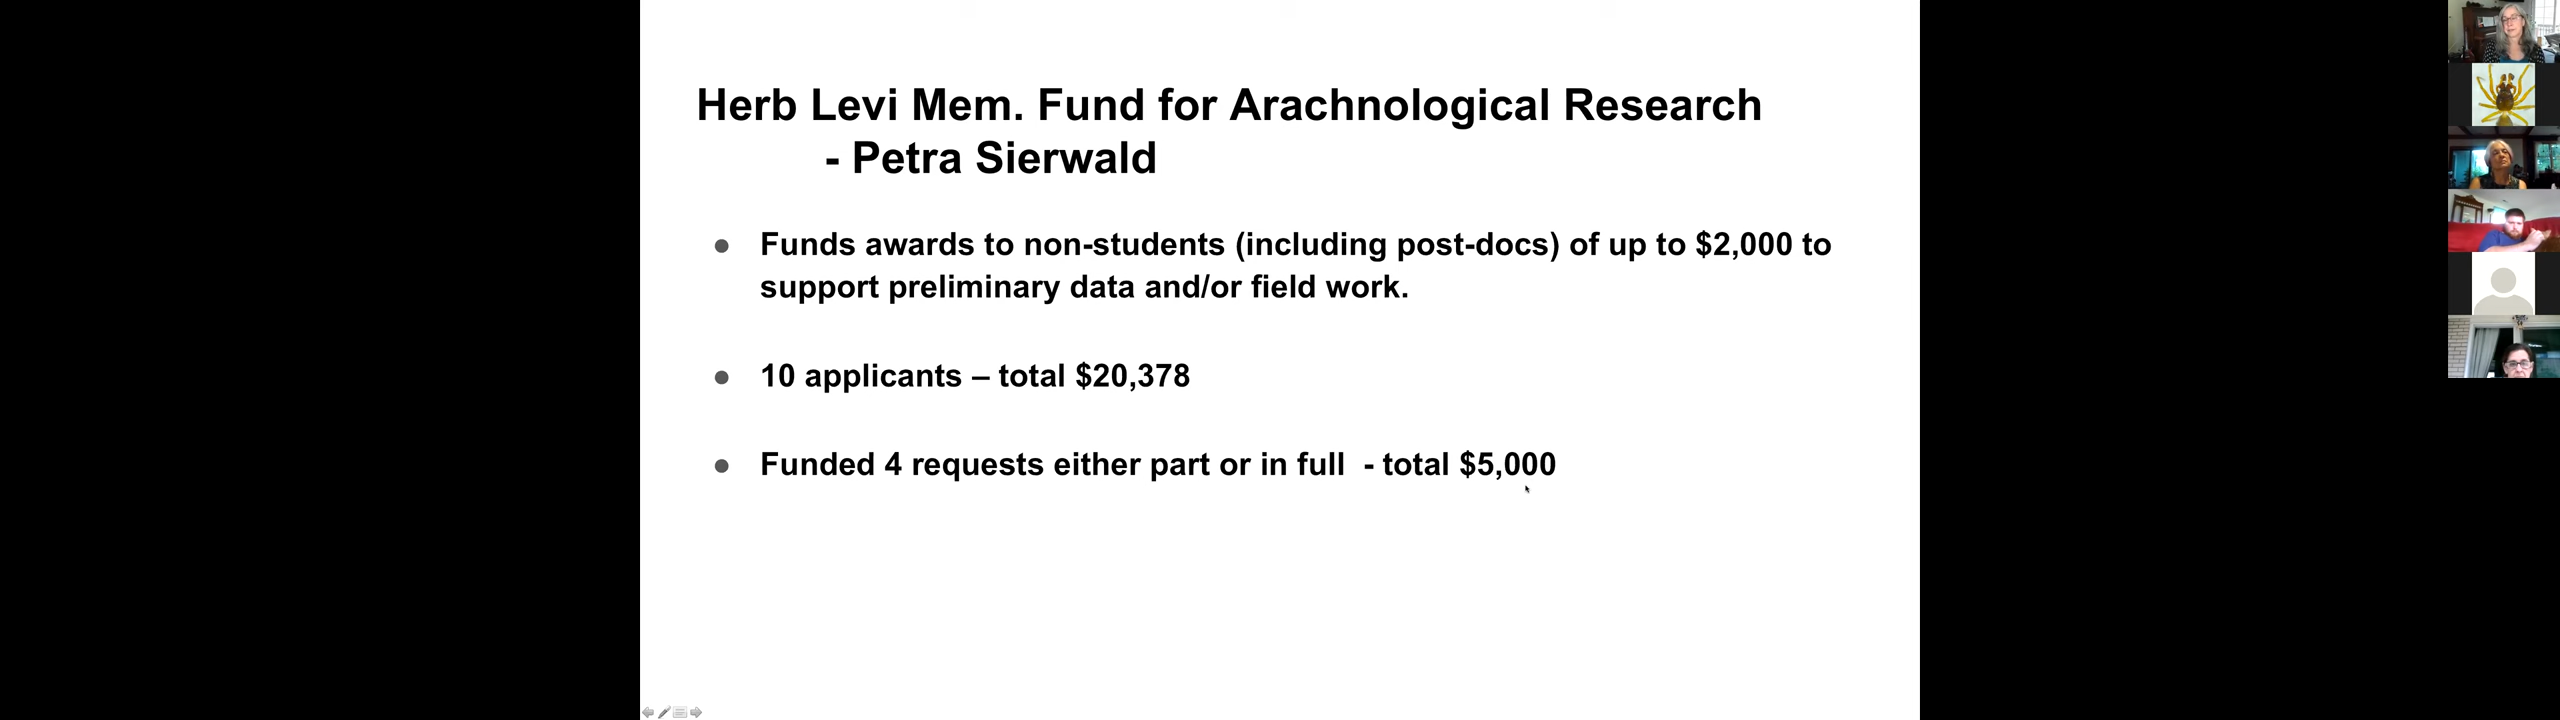 Herb Levi Mem. Fund for Arachnological Research
- Petra Sierwald
● Funds awards to non-students (including post-docs) of up to $2,000 to
support preliminary data and/or field work.
● 10 applicants – total $20,378
● Funded 4 requests either part or in full  - total $5,000